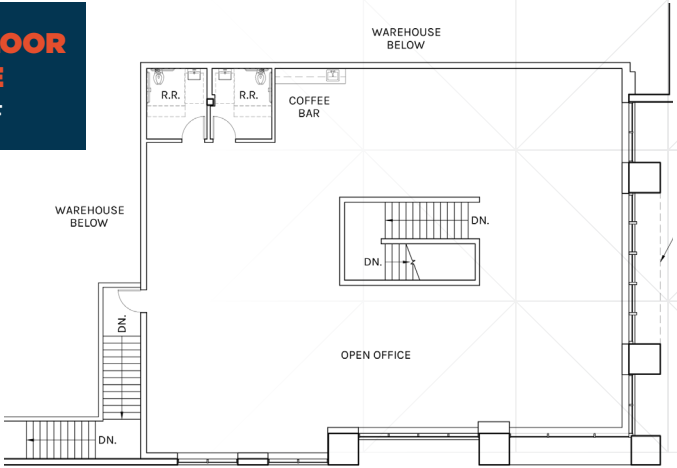 OOR
WAREHOUSE
BELOW
R.R.
R.R.
COFFEE
BAR
WAREHOUSE
BELOW
DN.
DN.
DN.
OPEN OFFICE
DN.